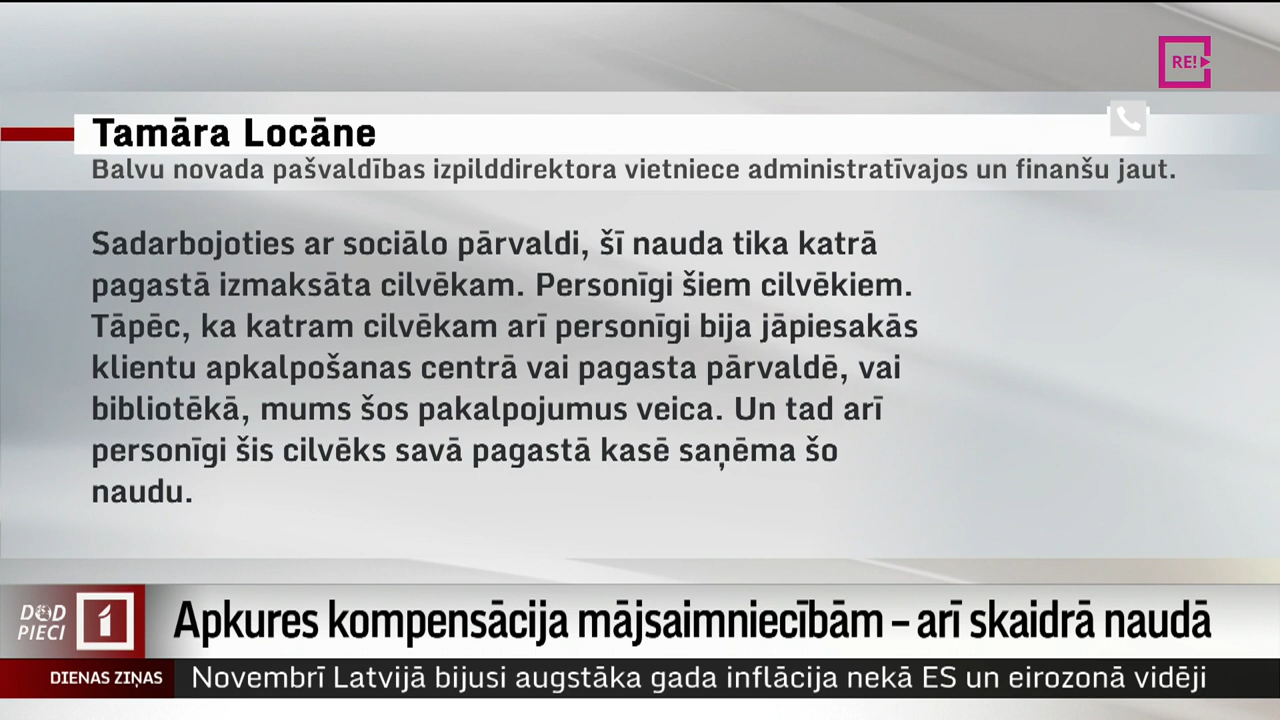 RE!
Tamāra Locāne
Balvu novada pašvaldības izpilddirektora vietniece administratīvajos un finanšu jaut.
Sadarbojoties ar sociālo pārvaldi, šī nauda tika katrā
pagastā izmaksāta cilvēkam. Personīgi šiem cilvēkiem.
Tāpēc, ka katram cilvēkam arī personīgi bija jāpiesakās
klientu apkalpošanas centrā vai pagasta pārvaldē, vai
bibliotēkā, mums šos pakalpojumus veica. Un tad arī
personīgi šis cilvēks savā pagastā kasē saņēma šo
naudu.
DOD
PIECI
1
Apkures kompensācija mājsaimniecībām – arī skaidrā naudā
DIENAS ZIŅAS
Novembrī Latvijā bijusi augstāka gada inflācija nekā ES un eirozonā vidēji